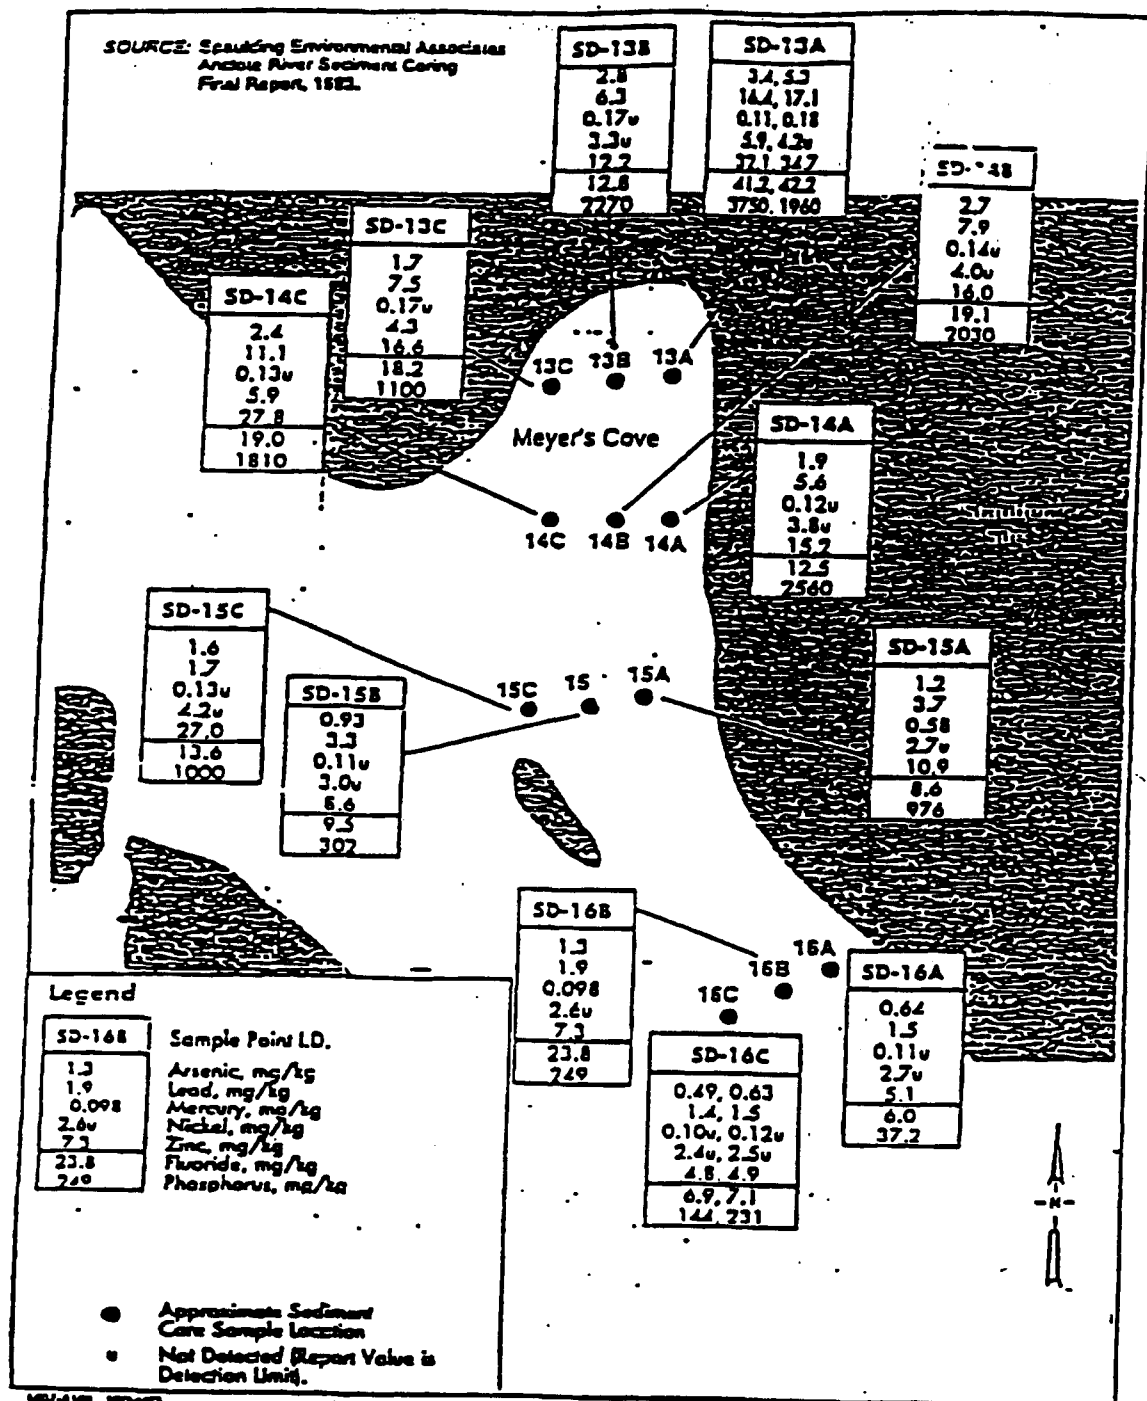 SOURCE: Spaulding Environmental Associates
Anclote River Sediment Coring
Final Report, 1993.
SD-13B
2.8
6.3
0.17u
3.3u
12.2
12.8
2270
SD-13A
3.4, 5.3
16.4, 17.1
0.11, 0.18
5.9, 4.2u
37.1, 34.7
41.2, 42.2
3750, 1960
SD-14B
2.7
7.9
0.14u
4.0u
16.0
19.1
2030
SD-13C
1.7
7.5
0.17u
4.3
16.6
18.2
1100
SD-14C
2.4
11.1
0.13u
5.9
27.8
19.0
1810
13C 13B 13A
Meyer's Cove
SD-14A
1.9
5.6
0.12u
3.8u
15.2
12.5
2560
14C 14B 14A
SD-15C
1.6
1.7
0.13u
4.2u
27.0
13.6
1000
SD-15B
0.93
3.3
0.11u
3.0u
8.6
9.5
302
15C 15 15A
SD-15A
1.2
3.7
0.58
2.7u
10.9
8.6
976
SD-16B
1.3
1.9
0.098
2.6u
7.3
23.8
249
16A
16B
16C
SD-16A
0.64
1.5
0.11u
2.7u
5.1
6.0
37.2
SD-16C
0.49, 0.63
1.4, 1.5
0.10u, 0.12u
2.4u, 2.5u
4.8, 4.9
6.9, 7.1
144, 231
Legend
SD-16B Sample Point I.D.
1.3 Arsenic, mg/kg
1.9 Lead, mg/kg
0.098 Mercury, mg/kg
2.6u Nickel, mg/kg
7.3 Zinc, mg/kg
23.8 Fluoride, mg/kg
249 Phosphorus, mg/kg
N
Approximate Sediment
Core Sample Location
u Not Detected (Report Value is
Detection Limit).